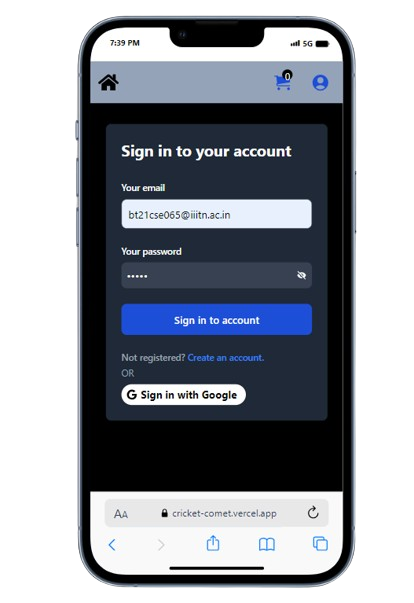 7:39 PM
5G
0
Sign in to your account
Your email
bt21cse065@iiitn.ac.in
Your password
•••••
Sign in to account
Not registered? Create an account.
OR
G Sign in with Google
AA cricket-comet.vercel.app